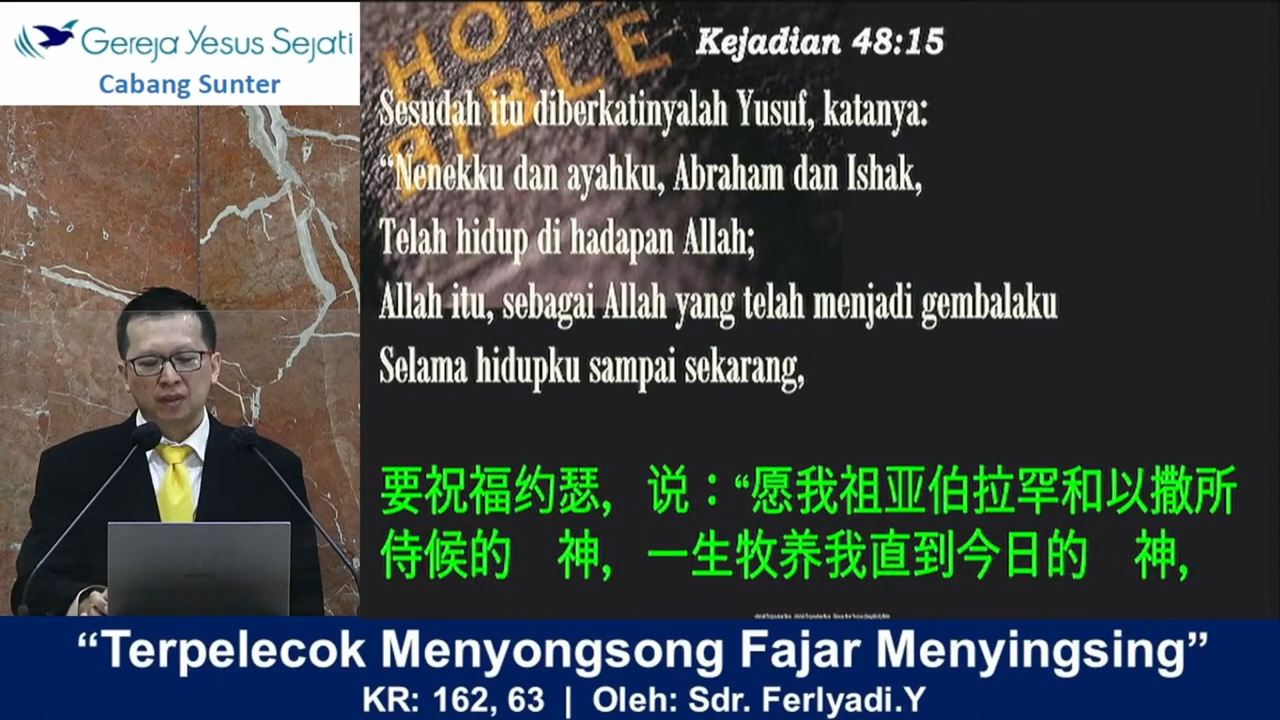 Gereja Yesus Sejati
Cabang Sunter
HOLY
BIBLE
Kejadian 48:15
Sesudah itu diberkatinyalah Yusuf, katanya:
“Nenekku dan ayahku, Abraham dan Ishak,
Telah hidup di hadapan Allah;
Allah itu, sebagai Allah yang telah menjadi gembalaku
Selama hidupku sampai sekarang,
要祝福约瑟， 说：“愿我祖亚伯拉罕和以撒所
侍候的 神， 一生牧养我直到今日的 神，
“Terpelecok Menyongsong Fajar Menyingsing”
KR: 162, 63 | Oleh: Sdr. Ferlyadi.Y